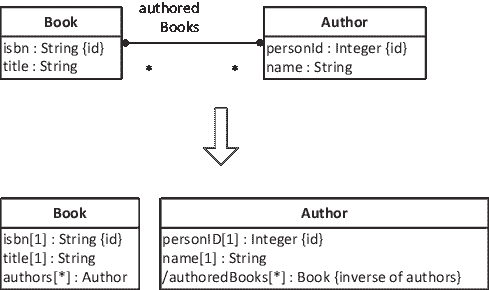 authored
Books
Book
isbn : String {id}
title : String
Author
personId : Integer {id}
name : String
*
*
Book
isbn[1] : String {id}
title[1] : String
authors[*] : Author
Author
personID[1] : Integer {id}
name[1] : String
/authoredBooks[*] : Book {inverse of authors}